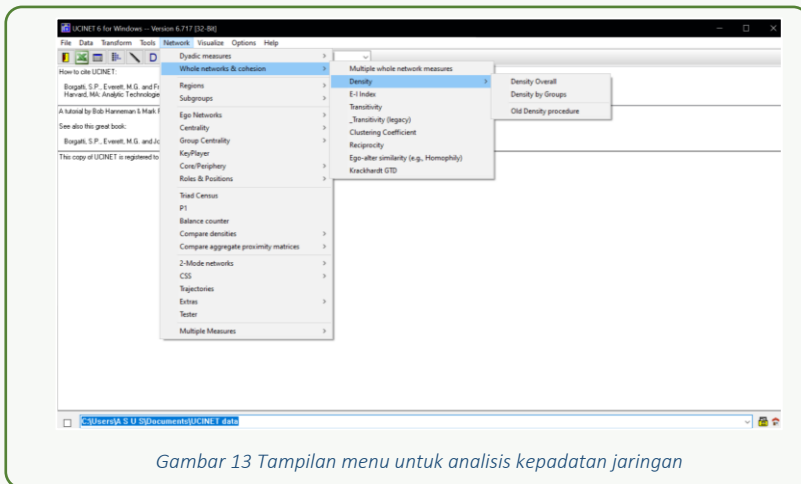 UCINET 6 for Windows -- Version 6.717 [32-Bit]
File Data Transform Tools Network Visualize Options Help
D
How to cite UCINET:
Borgatti, S.P., Everett, M.G. and Fr
Harvard, MA: Analytic Technologie
A tutorial by Bob Hanneman & Mark
See also this great book:
Borgatti, S.P., Everett, M.G. and Jo
This copy of UCINET is registered to
Dyadic measures
Whole networks & cohesion
Regions
Subgroups
Ego Networks
Centrality
Group Centrality
KeyPlayer
Core/Periphery
Roles & Positions
Triad Census
P1
Balance counter
Compare densities
Compare aggregate proximity matrices
2-Mode networks
CSS
Trajectories
Extras
Tester
Multiple Measures
Multiple whole network measures
Density
E-I Index
Transitivity
_Transitivity (legacy)
Clustering Coefficient
Reciprocity
Ego-alter similarity (e.g., Homophily)
Krackhardt GTD
Density Overall
Density by Groups
Old Density procedure
C:\Users\A S U S\Documents\UCINET data
Gambar 13 Tampilan menu untuk analisis kepadatan jaringan